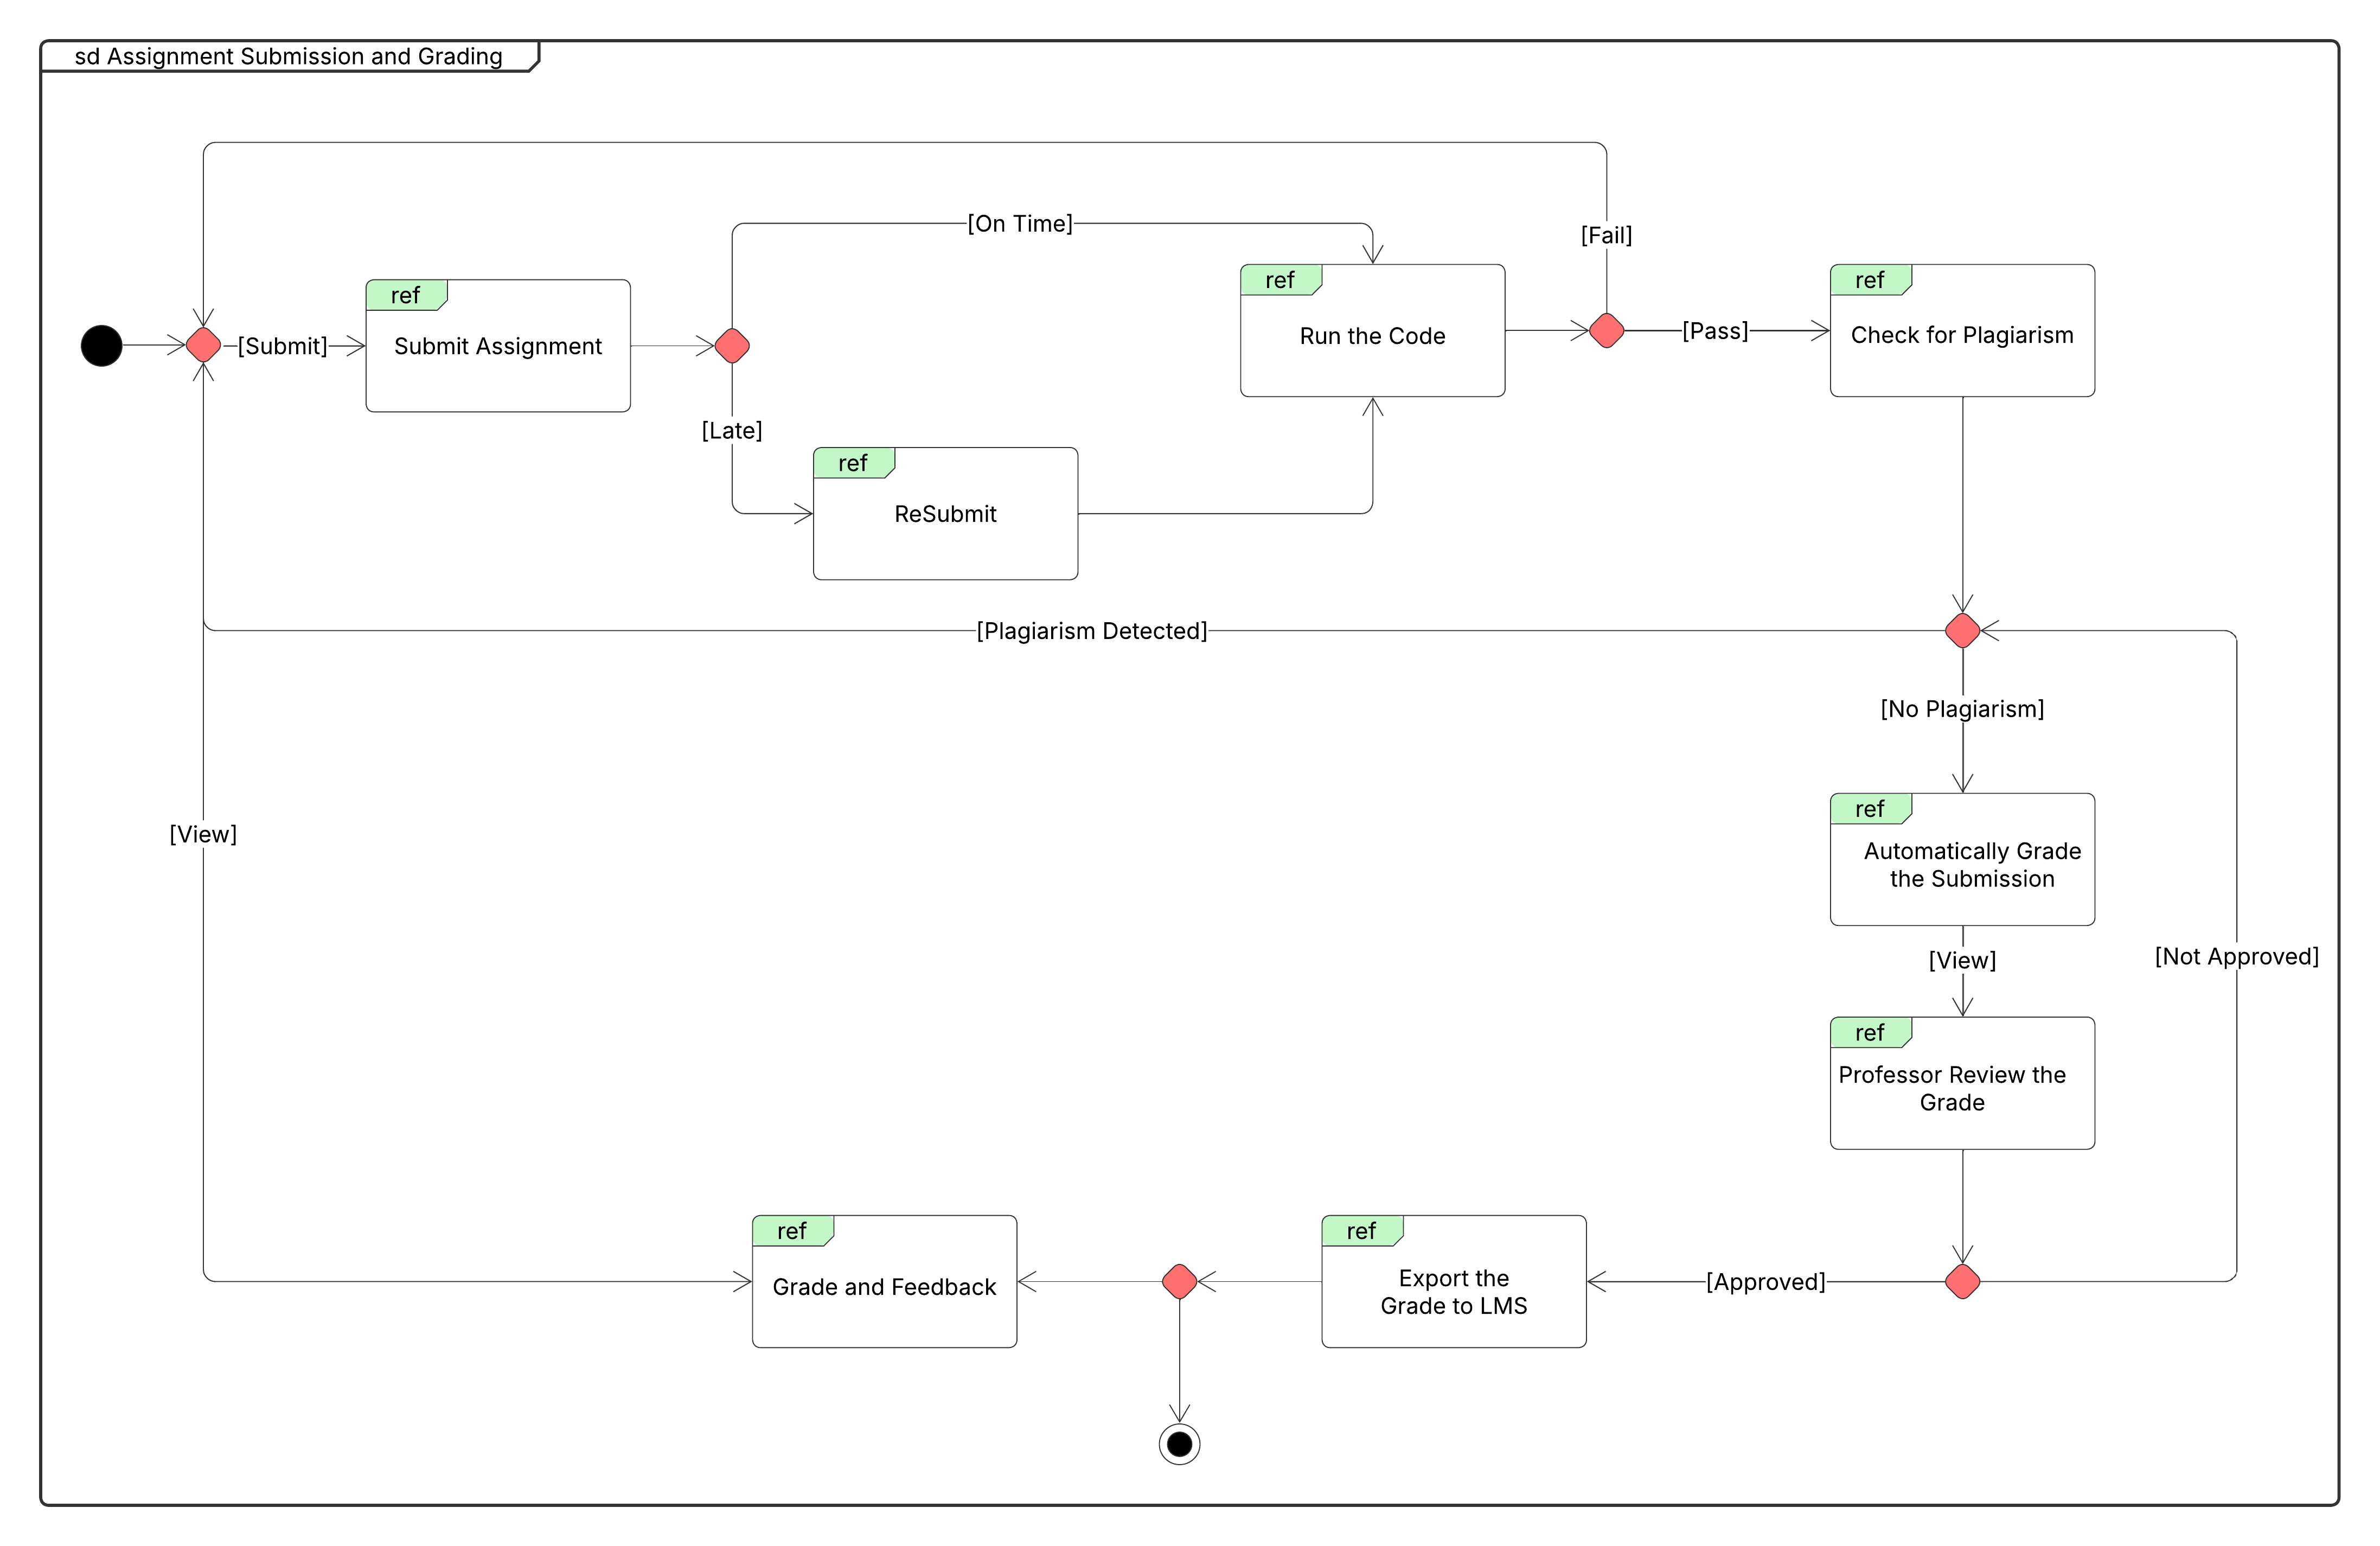 sd Assignment Submission and Grading
[On Time]
[Fail]
ref
Run the Code
ref
Check for Plagiarism
[Pass]
ref
Submit Assignment
[Submit]
[Late]
ref
ReSubmit
[Plagiarism Detected]
[No Plagiarism]
ref
Automatically Grade
the Submission
[View]
[View]
[Not Approved]
ref
Professor Review the
Grade
ref
Grade and Feedback
ref
Export the
Grade to LMS
[Approved]